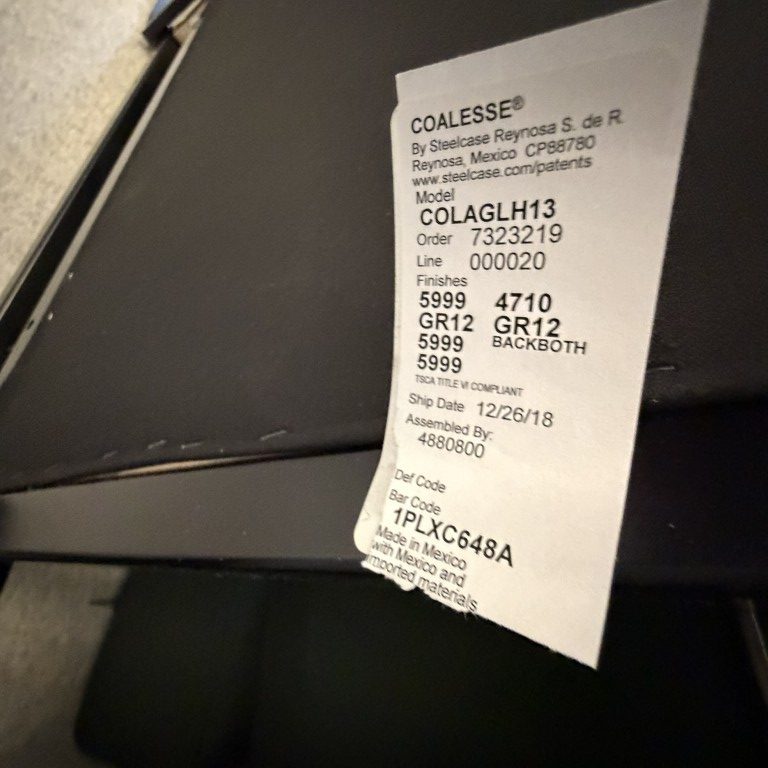 COALESSE®
By Steelcase Reynosa S. de R.
Reynosa, Mexico CP88780
www.steelcase.com/patents
Model
COLAGLH13
Order 7323219
Line 000020
Finishes
5999 4710
GR12 GR12
5999 BACKBOTH
5999
TSCA TITLE VI COMPLIANT
Ship Date 12/26/18
Assembled By:
4880800
Def Code
Bar Code
1PLXC648A
Made in Mexico
with Mexico and
imported materials